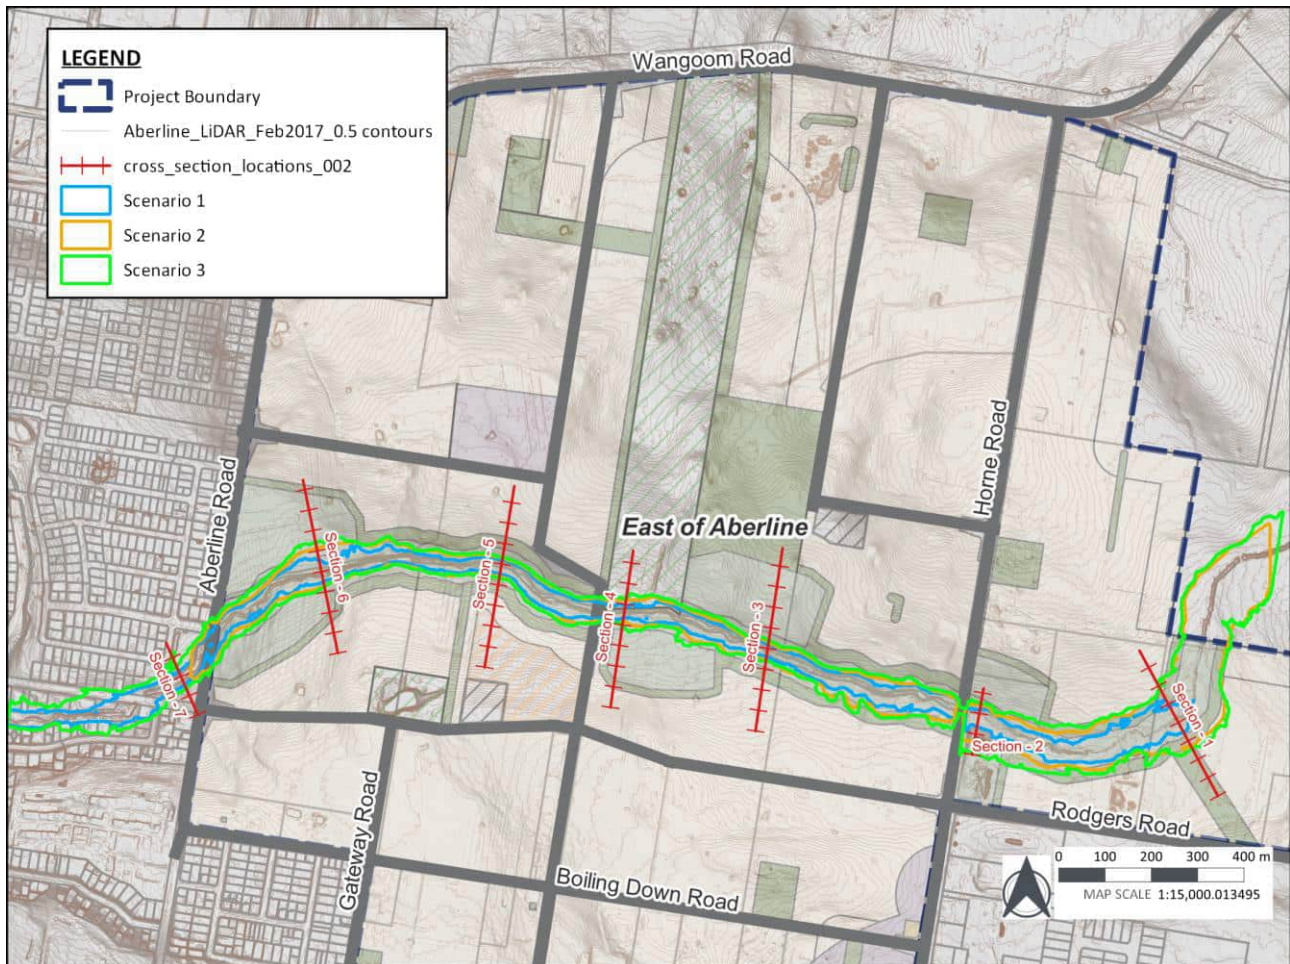 LEGEND
Project Boundary
Aberline_LiDAR_Feb2017_0.5 contours
cross_section_locations_002
Scenario 1
Scenario 2
Scenario 3
Wangoom Road
Aberline Road
Horne Road
East of Aberline
Section - 6
Section - 5
Section - 4
Section - 3
Section - 7
Section - 2
Section - 1
Gateway Road
Boiling Down Road
Rodgers Road
0 100 200 300 400 m
MAP SCALE 1:15,000.013495